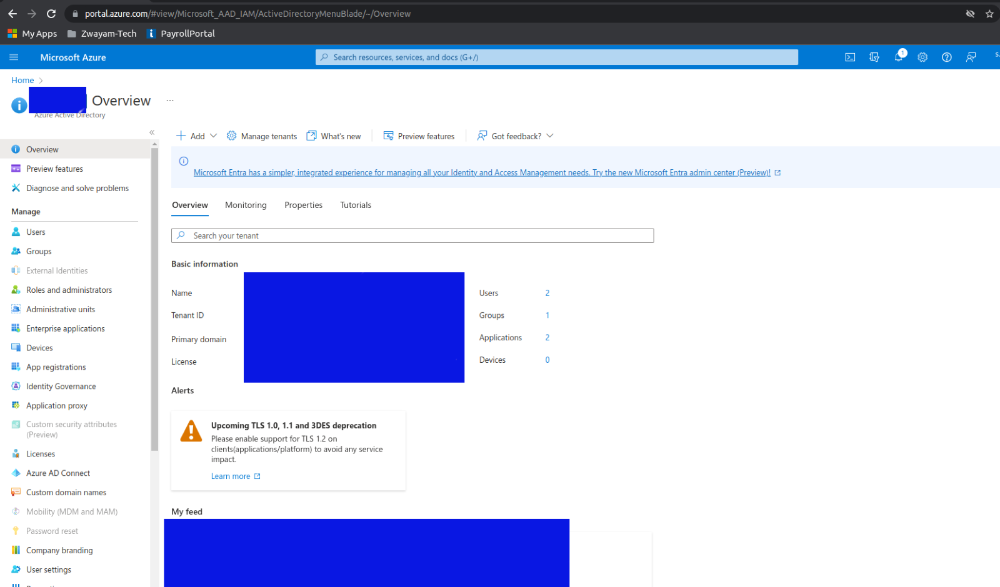 portal.azure.com/#view/Microsoft_AAD_IAM/ActiveDirectoryMenuBlade/~/Overview
My Apps Zwayam-Tech PayrollPortal
Microsoft Azure Search resources, services, and docs (G+/) 1
Home
Overview ...
Azure Active Directory
Add Manage tenants What's new Preview features Got feedback?
Microsoft Entra has a simpler, integrated experience for managing all your Identity and Access Management needs. Try the new Microsoft Entra admin center (Preview)!
Overview
Preview features
Diagnose and solve problems
Manage
Users
Groups
External Identities
Roles and administrators
Administrative units
Enterprise applications
Devices
App registrations
Identity Governance
Application proxy
Custom security attributes
(Preview)
Licenses
Azure AD Connect
Custom domain names
Mobility (MDM and MAM)
Password reset
Company branding
User settings
Overview Monitoring Properties Tutorials
Search your tenant
Basic information
Name
Tenant ID
Primary domain
License
Users 2
Groups 1
Applications 2
Devices 0
Alerts
Upcoming TLS 1.0, 1.1 and 3DES deprecation
Please enable support for TLS 1.2 on
clients(applications/platform) to avoid any service
impact.
Learn more
My feed